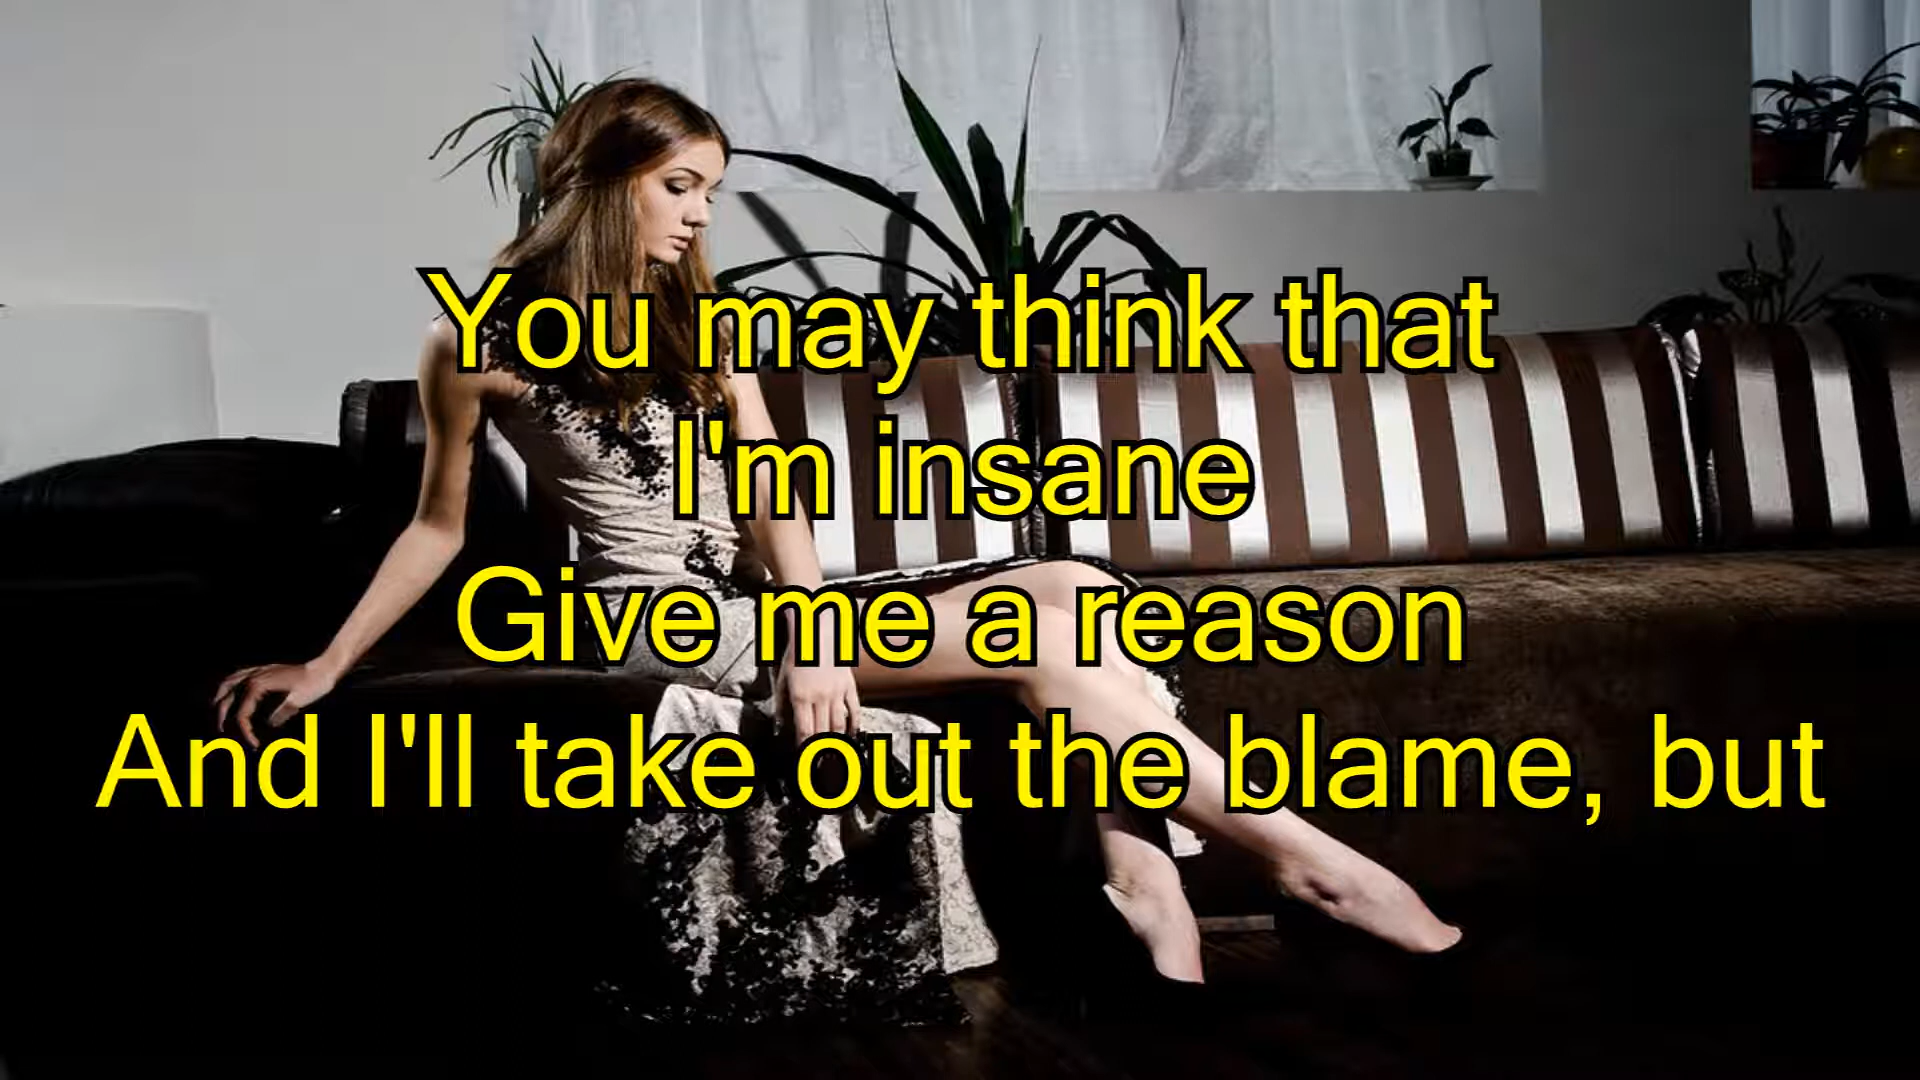 You may think that
I'm insane
Give me a reason
And I'll take out the blame, but